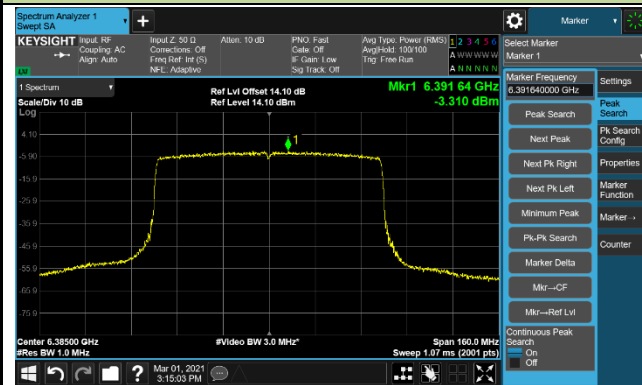 Spectrum Analyzer 1
Swept SA
Marker
KEYSIGHT
Input: RF
Coupling: AC
Align: Auto
Input Z: 50 Ω
Corrections: Off
Freq Ref: Int (S)
NFE: Adaptive
Atten: 10 dB
PNO: Fast
Gate: Off
IF Gain: Low
Sig Track: Off
Avg Type: Power (RMS)
Avg|Hold: 100/100
Trig: Free Run
1 2 3 4 5 6
A W W W W W
A N N N N N
Select Marker
Marker 1
1 Spectrum
Scale/Div 10 dB
Log
Ref Lvl Offset 14.10 dB
Ref Level 14.10 dBm
Mkr1 6.391 64 GHz
-3.310 dBm
4.10
-5.90
-15.9
-25.9
-35.9
-45.9
-55.9
-65.9
-75.9
1
Center 6.38500 GHz
#Res BW 1.0 MHz
#Video BW 3.0 MHz*
Span 160.0 MHz
Sweep 1.07 ms (2001 pts)
Marker Frequency
6.391640000 GHz
Peak Search
Next Peak
Next Pk Right
Next Pk Left
Minimum Peak
Pk-Pk Search
Marker Delta
Mkr→CF
Mkr→Ref Lvl
Continuous Peak
Search
On
Off
Settings
Peak
Search
Pk Search
Config
Properties
Marker
Function
Marker→
Counter
Mar 01, 2021
3:15:03 PM